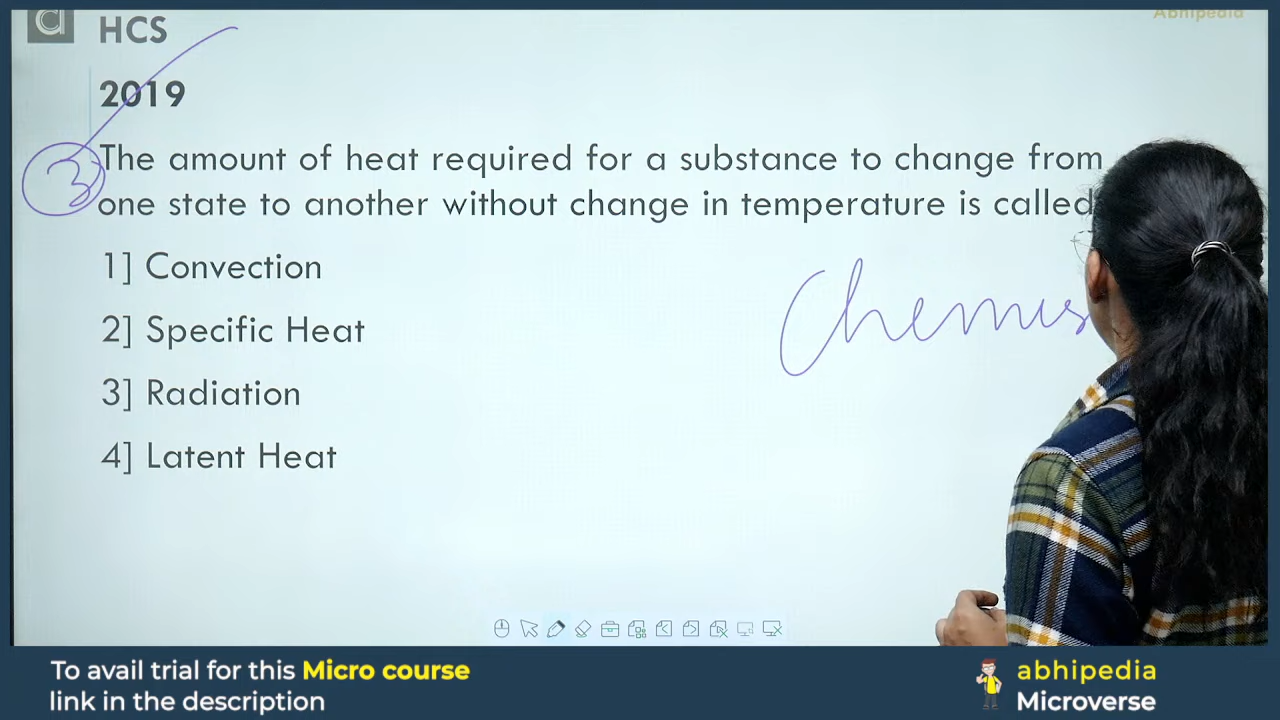 Abhipedia
HCS
2019
3
The amount of heat required for a substance to change from
one state to another without change in temperature is called
1] Convection
2] Specific Heat
3] Radiation
4] Latent Heat
Chemis
To avail trial for this Micro course
link in the description
abhipedia
Microverse